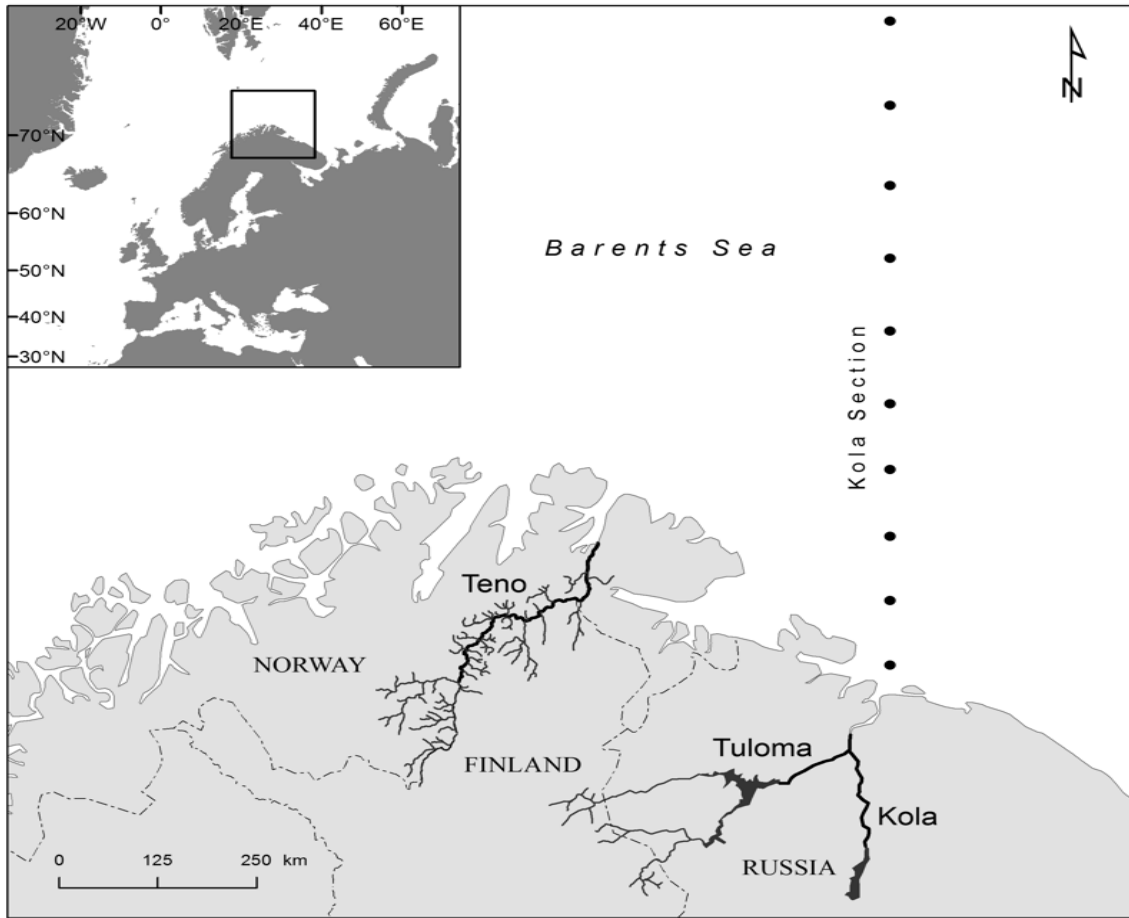 20°W 0° 20°E 40°E 60°E
70°N
60°N
50°N
40°N
30°N
N
Barents Sea
Kola Section
Teno
NORWAY
FINLAND
Tuloma
Kola
RUSSIA
0 125 250 km